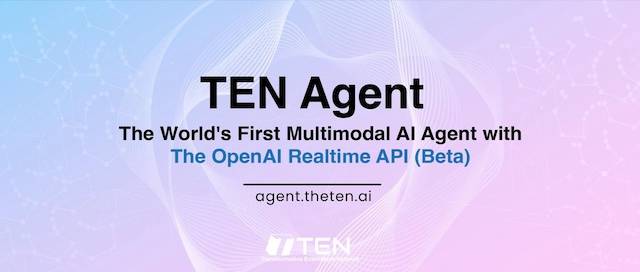 TEN Agent
The World's First Multimodal AI Agent with
The OpenAI Realtime API (Beta)
agent.theten.ai
TEN